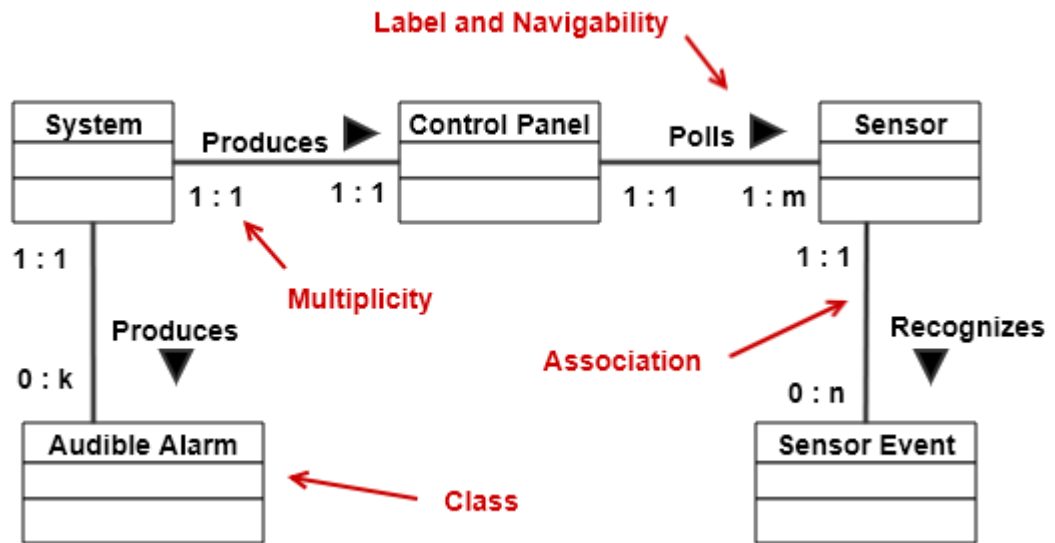 Label and Navigability
System
Produces
Control Panel
Polls
Sensor
1 : 1
1 : 1
1 : 1
1 : m
1 : 1
1 : 1
Multiplicity
Produces
Association
Recognizes
0 : k
0 : n
Audible Alarm
Sensor Event
Class